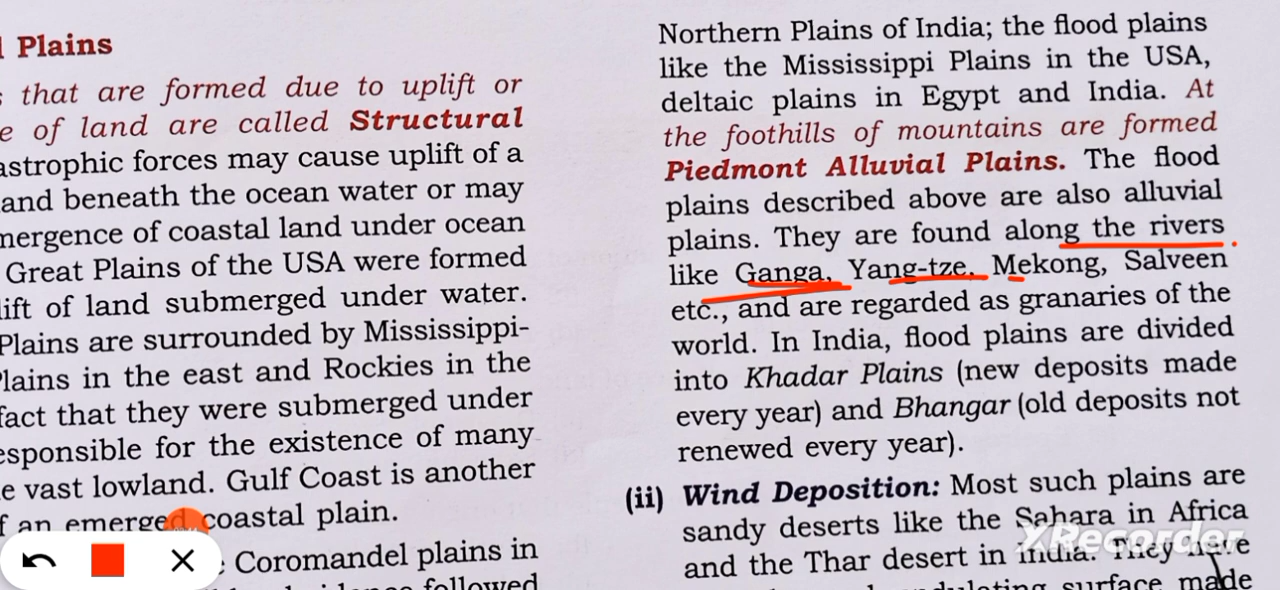 Plains
that are formed due to uplift or
of land are called Structural
astrophic forces may cause uplift of a
and beneath the ocean water or may
mergence of coastal land under ocean
Great Plains of the USA were formed
lift of land submerged under water.
Plains are surrounded by Mississippi-
Plains in the east and Rockies in the
fact that they were submerged under
esponsible for the existence of many
e vast lowland. Gulf Coast is another
f an emerged coastal plain.
Coromandel plains in
followed
Northern Plains of India; the flood plains
like the Mississippi Plains in the USA,
deltaic plains in Egypt and India. At
the foothills of mountains are formed
Piedmont Alluvial Plains. The flood
plains described above are also alluvial
plains. They are found along the rivers
like Ganga, Yang-tze, Mekong, Salveen
etc., and are regarded as granaries of the
world. In India, flood plains are divided
into Khadar Plains (new deposits made
every year) and Bhangar (old deposits not
renewed every year).
(ii) Wind Deposition: Most such plains are
sandy deserts like the Sahara in Africa
and the Thar desert in India. They have
surface made
XRecorder